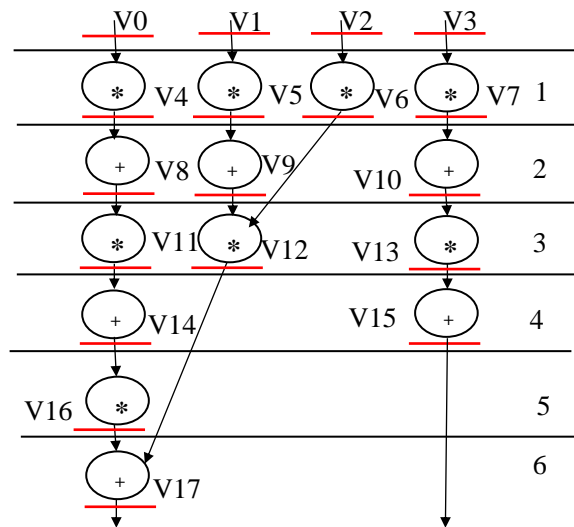 V0 V1 V2 V3
* * * *
V4 V5 V6 V7 1
+ + +
V8 V9 V10 2
* * *
V11 V12 V13 3
+ +
V14 V15 4
V16 * 5
6
+
V17